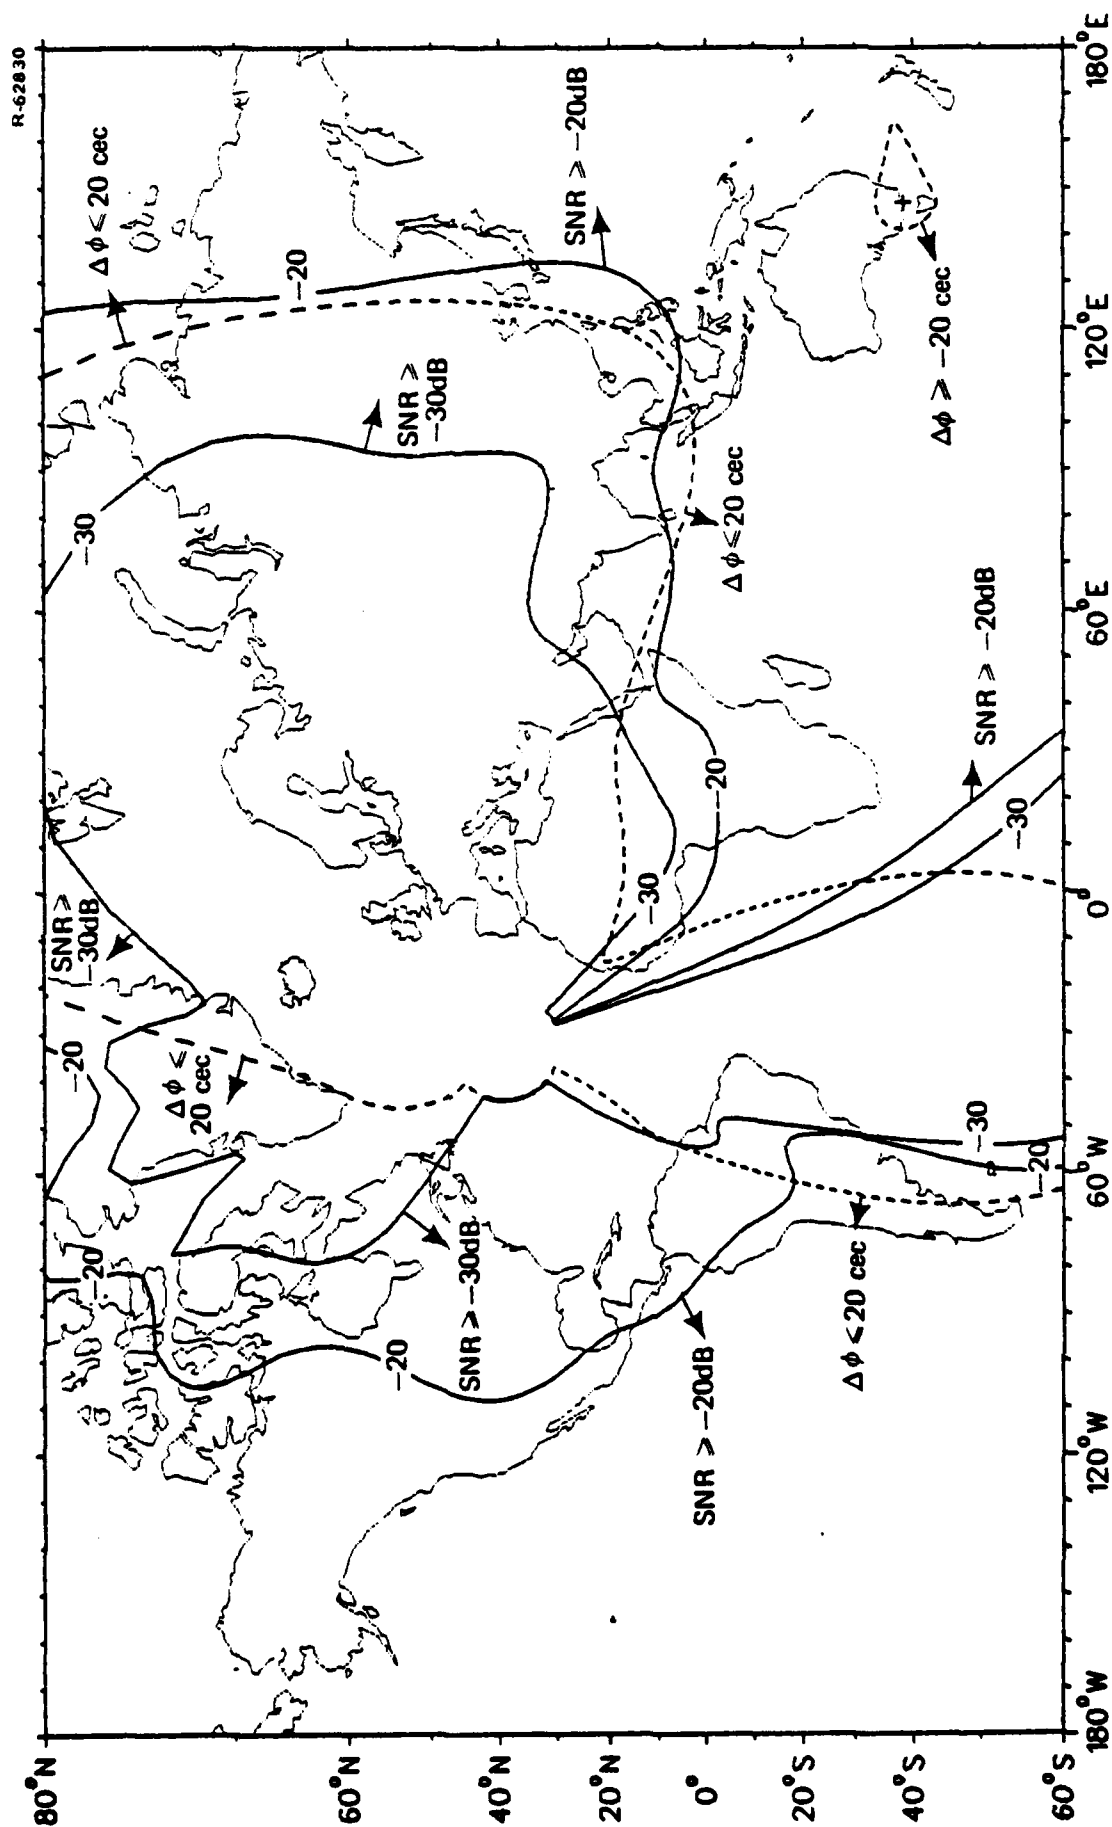 R-62830
80°N
60°N
40°N
20°N
0°
20°S
40°S
60°S
180°W
120°W
60°W
0°
60°E
120°E
180°E
Δϕ ≤ 20 cec
SNR ≥ -20dB
-20
SNR ≥
-30dB
-30
Δϕ ≤ 20 cec
Δϕ ≥ -20 cec
SNR ≥ -20dB
-20
-30
-30
SNR ≥
-30dB
-20
Δϕ ≤
20 cec
-20
-20
SNR ≥ -30dB
SNR ≥ -20dB
Δϕ ≤ 20 cec
-30
-20